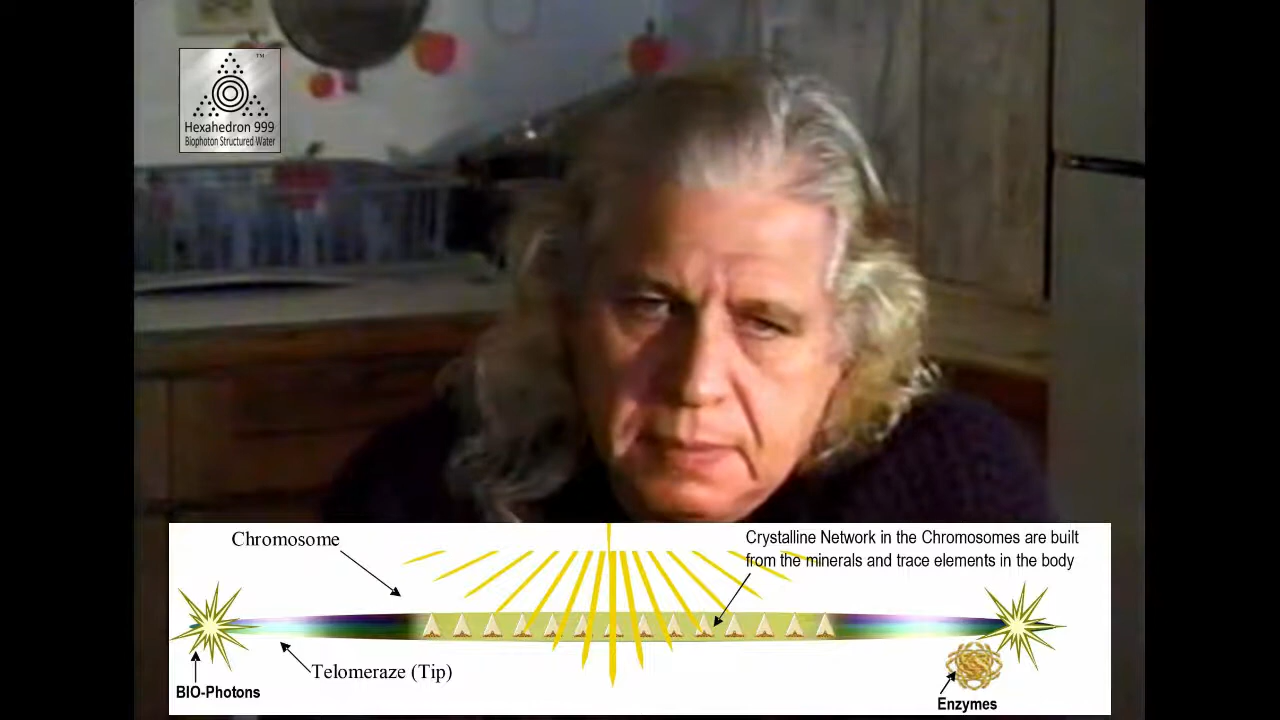 TM
Hexahedron 999
Biophoton Structured Water
Chromosome
Crystalline Network in the Chromosomes are built
from the minerals and trace elements in the body
Telomeraze (Tip)
BIO-Photons
Enzymes